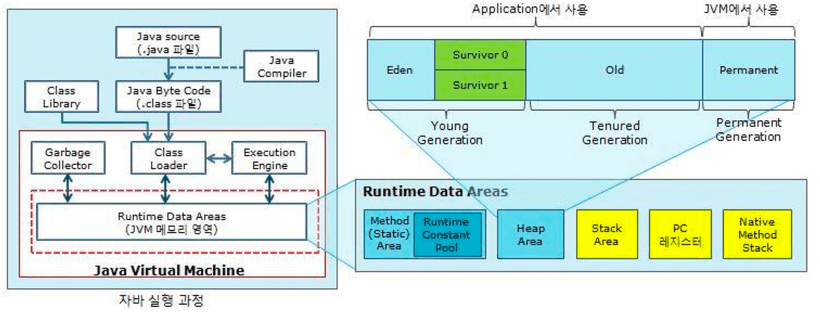 Java source
(.java 파일)
Java
Compiler
Class
Library
Java Byte Code
(.class 파일)
Garbage
Collector
Class
Loader
Execution
Engine
Runtime Data Areas
(JVM 메모리 영역)
Java Virtual Machine
자바 실행 과정
Application에서 사용
JVM에서 사용
Eden
Survivor 0
Survivor 1
Old
Permanent
Young
Generation
Tenured
Generation
Permanent
Generation
Runtime Data Areas
Method
(Static)
Area
Runtime
Constant
Pool
Heap
Area
Stack
Area
PC
레지스터
Native
Method
Stack